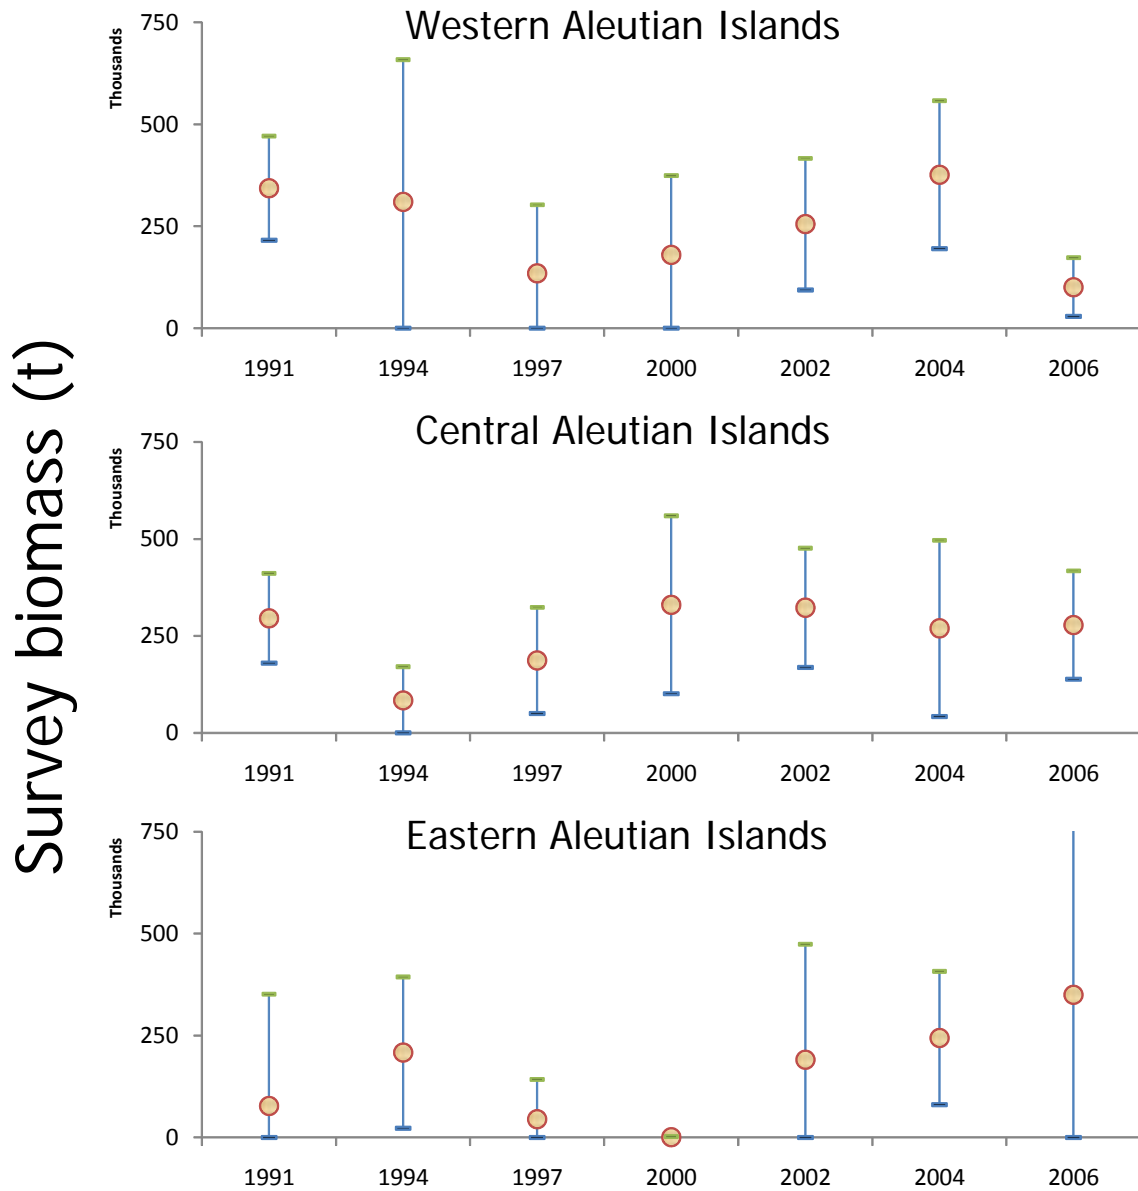 Survey biomass (t)
Western Aleutian Islands
Thousands
750
500
250
0
1991 1994 1997 2000 2002 2004 2006
Central Aleutian Islands
Thousands
750
500
250
0
1991 1994 1997 2000 2002 2004 2006
Eastern Aleutian Islands
Thousands
750
500
250
0
1991 1994 1997 2000 2002 2004 2006